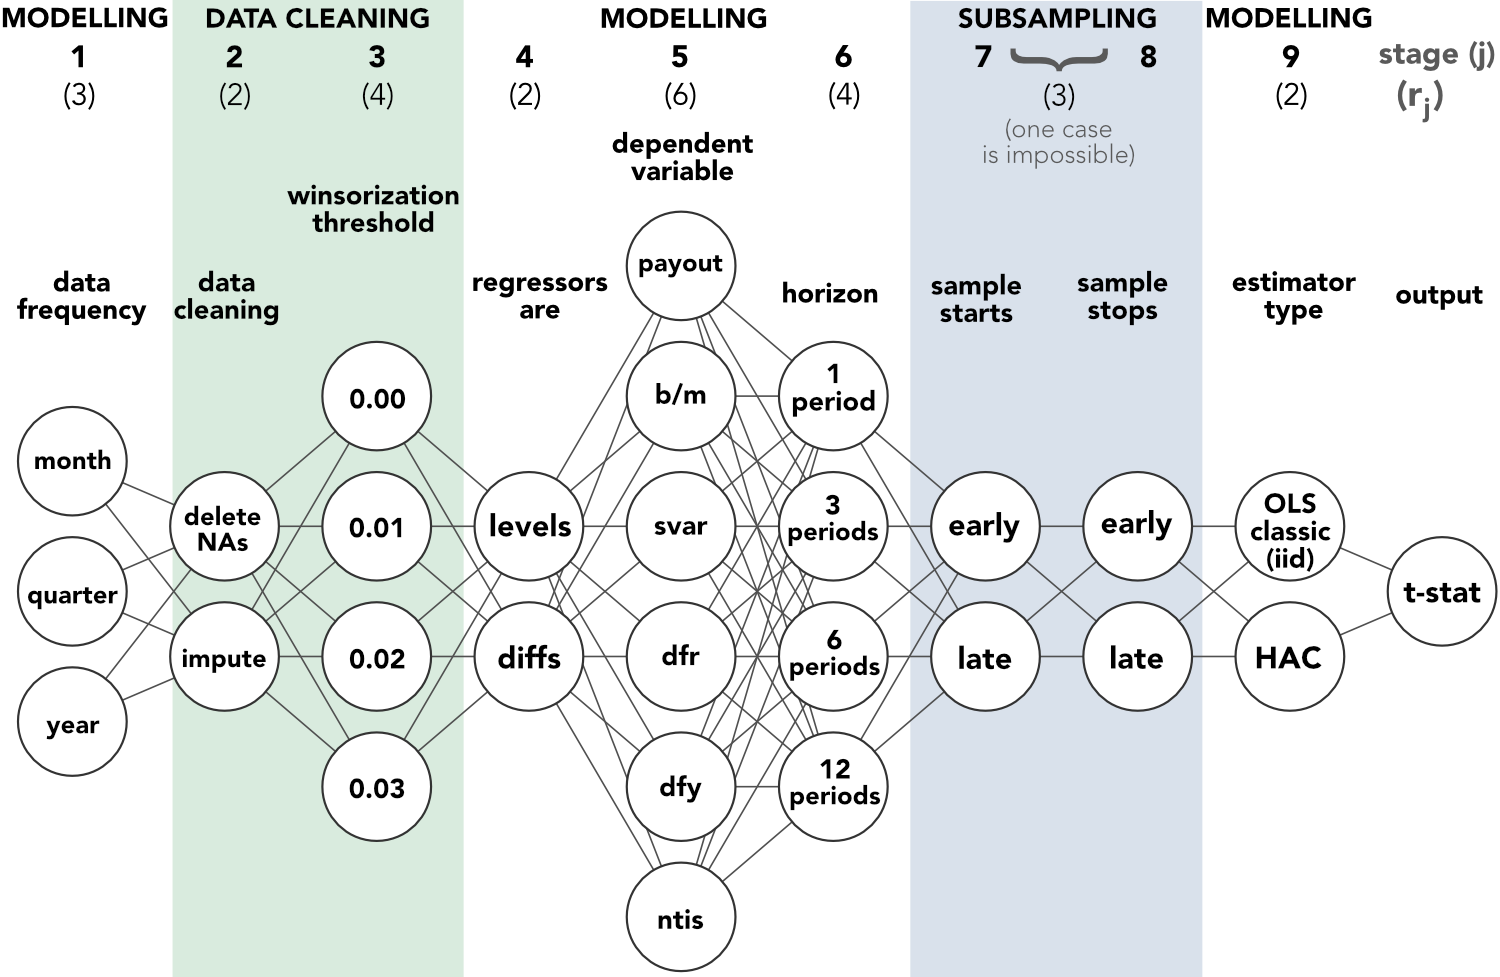 MODELLING
DATA CLEANING
MODELLING
SUBSAMPLING
MODELLING
1
2
3
4
5
6
7
8
9
stage (j)
(3)
(2)
(4)
(2)
(6)
(4)
(3)
(2)
(rj)
(one case
is impossible)
data
frequency
data
cleaning
winsorization
threshold
regressors
are
dependent
variable
horizon
sample
starts
sample
stops
estimator
type
output
month
quarter
year
delete
NAs
impute
0.00
0.01
0.02
0.03
levels
diffs
payout
b/m
svar
dfr
dfy
ntis
1
period
3
periods
6
periods
12
periods
early
late
early
late
OLS
classic
(iid)
HAC
t-stat